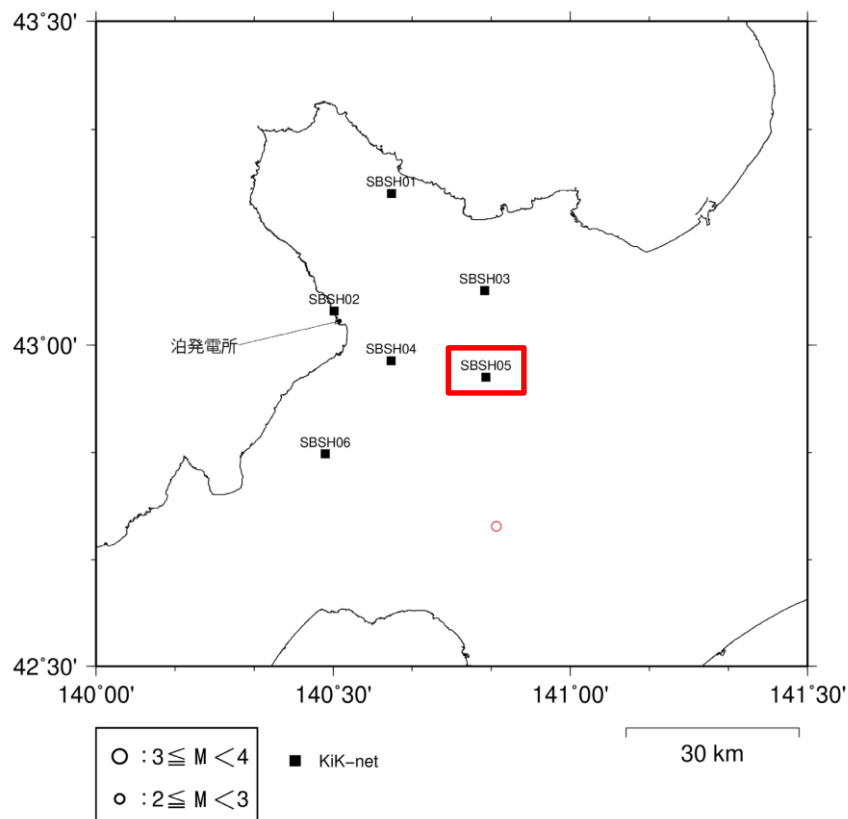 43°30'
SBSH01
SBSH03
SBSH02
泊発電所
43°00'
SBSH04
SBSH05
SBSH06
42°30'
140°00'
140°30'
141°00'
141°30'
○ : 3 ≦ M < 4
■ KiK-net
30 km
○ : 2 ≦ M < 3